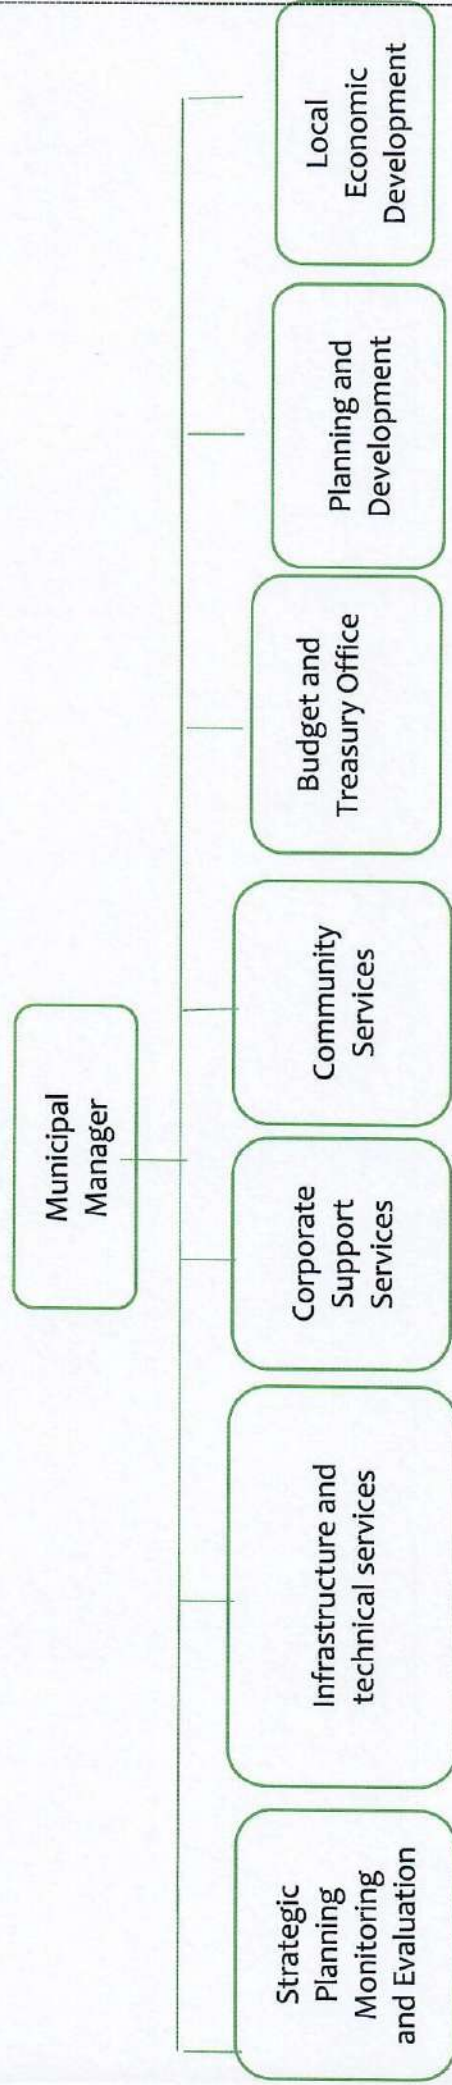 Municipal
Manager
Strategic
Planning
Monitoring
and Evaluation
Infrastructure and
technical services
Corporate
Support
Services
Community
Services
Budget and
Treasury Office
Planning and
Development
Local
Economic
Development